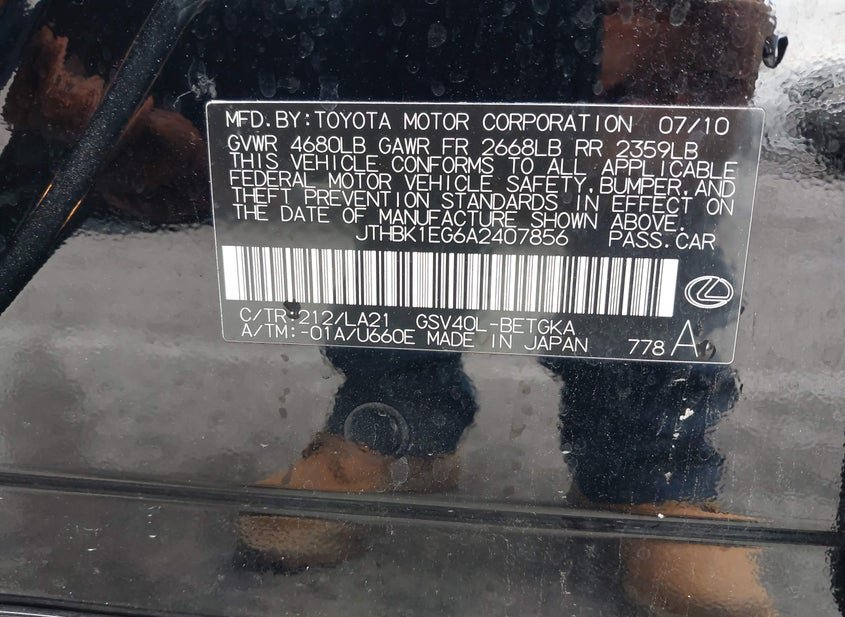 MFD.BY:TOYOTA MOTOR CORPORATION 07/10
GVWR 4680LB GAWR FR 2668LB RR 2359LB
THIS VEHICLE CONFORMS TO ALL APPLICABLE
FEDERAL MOTOR VEHICLE SAFETY,BUMPER,AND
THEFT PREVENTION STANDARDS IN EFFECT ON
THE DATE OF MANUFACTURE SHOWN ABOVE.
JTHBK1EG6A2407856 PASS.CAR
C/TR:212/LA21 GSV40L-BETGKA
A/TM:-01A/U660E MADE IN JAPAN 778 A